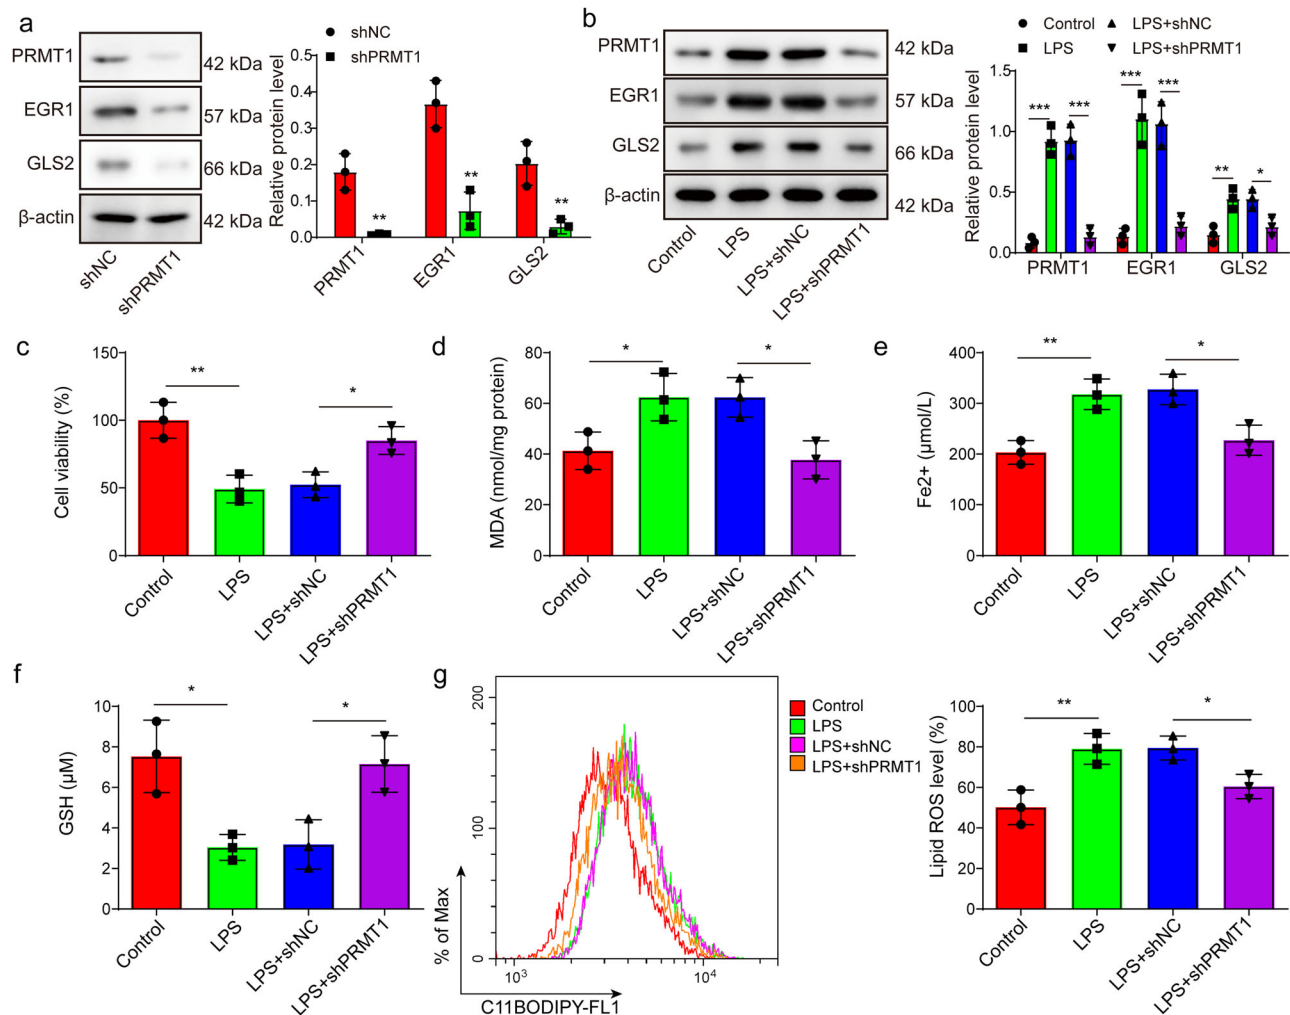 a
PRMT1
42 kDa
EGR1
57 kDa
GLS2
66 kDa
β-actin
42 kDa
shNC
shPRMT1
shNC
shPRMT1
Relative protein level
0.5
0.4
0.3
0.2
0.1
0.0
**
**
**
PRMT1
EGR1
GLS2
b
PRMT1
42 kDa
EGR1
57 kDa
GLS2
66 kDa
β-actin
42 kDa
Control
LPS
LPS+shNC
LPS+shPRMT1
Control
LPS
LPS+shNC
LPS+shPRMT1
Relative protein level
1.5
1.0
0.5
0.0
*** ***
*** ***
** *
PRMT1
EGR1
GLS2
c
Cell viability (%)
150
100
50
0
**
*
Control
LPS
LPS+shNC
LPS+shPRMT1
d
MDA (nmol/mg protein)
80
60
40
20
0
*
*
Control
LPS
LPS+shNC
LPS+shPRMT1
e
Fe2+ (μmol/L)
400
300
200
100
0
**
*
Control
LPS
LPS+shNC
LPS+shPRMT1
f
GSH (μM)
10
8
6
4
2
0
*
*
Control
LPS
LPS+shNC
LPS+shPRMT1
g
200
100
0
% of Max
10³
10⁴
C11BODIPY-FL1
Control
LPS
LPS+shNC
LPS+shPRMT1
Lipid ROS level (%)
100
80
60
40
20
0
**
*
Control
LPS
LPS+shNC
LPS+shPRMT1